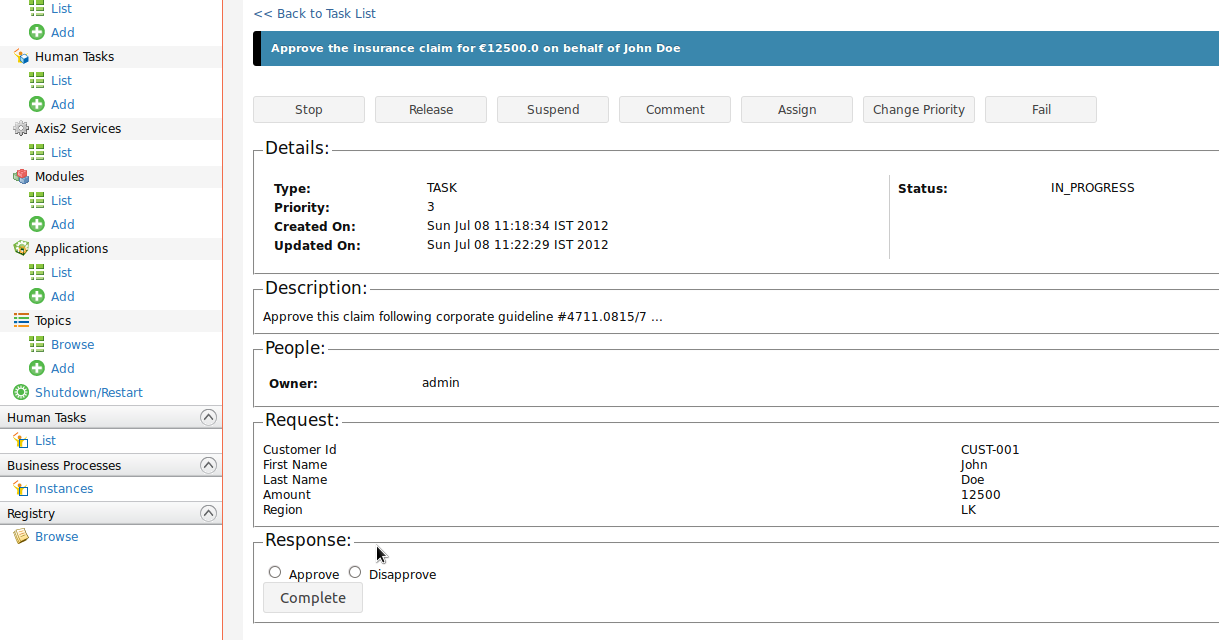 List
Add
Human Tasks
List
Add
Axis2 Services
List
Modules
List
Add
Applications
List
Add
Topics
Browse
Add
Shutdown/Restart
Human Tasks
List
Business Processes
Instances
Registry
Browse
<< Back to Task List
Approve the insurance claim for €12500.0 on behalf of John Doe
Stop Release Suspend Comment Assign Change Priority Fail
Details:
Type: TASK Status: IN_PROGRESS
Priority: 3
Created On: Sun Jul 08 11:18:34 IST 2012
Updated On: Sun Jul 08 11:22:29 IST 2012
Description:
Approve this claim following corporate guideline #4711.0815/7 ...
People:
Owner: admin
Request:
Customer Id CUST-001
First Name John
Last Name Doe
Amount 12500
Region LK
Response:
Approve Disapprove
Complete